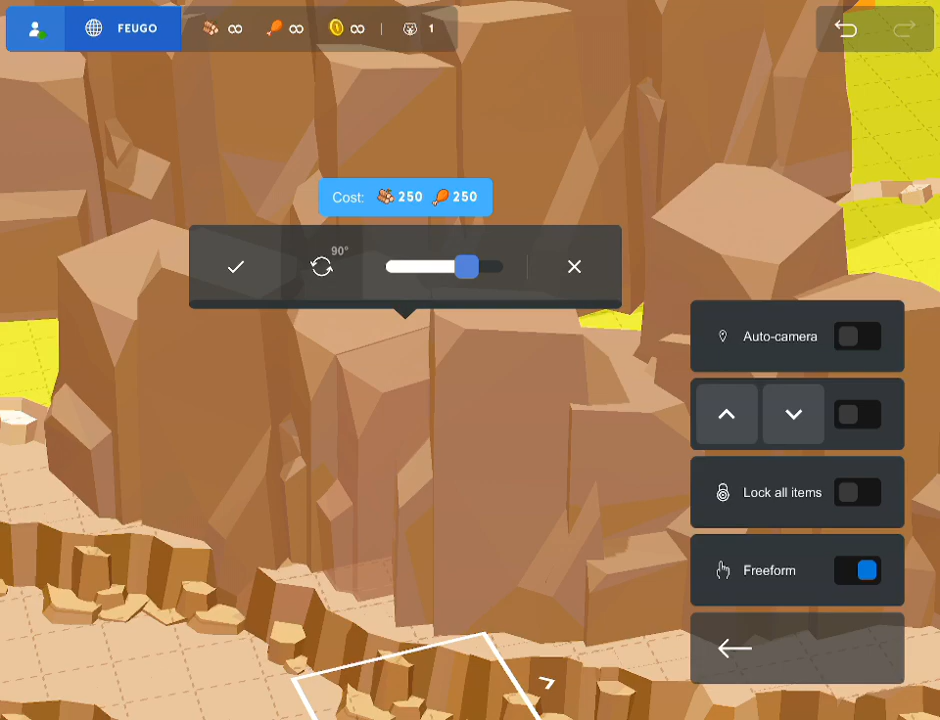 FEUGO ∞ ∞ ∞ | 1
Cost: 250 250
90°
Auto-camera
Lock all items
Freeform